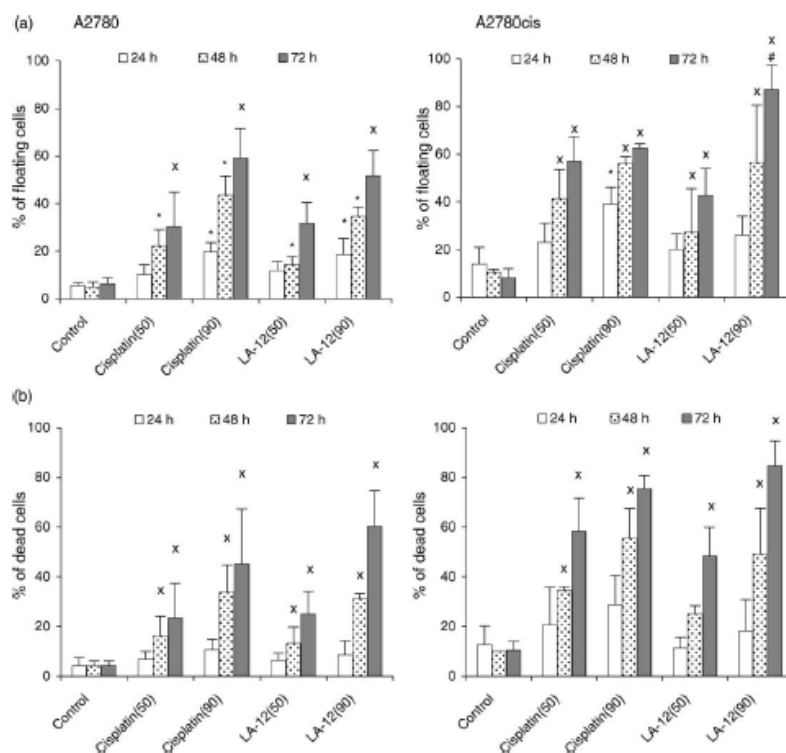 (a)
A2780
A2780cis
24 h 48 h 72 h
24 h 48 h 72 h
% of floating cells
100
80
60
40
20
0
x
x
x
x
*
*
*
*
*
*
Control
Cisplatin(50)
Cisplatin(90)
LA-12(50)
LA-12(90)
% of floating cells
100
80
60
40
20
0
x
#
x
x
x
x
x
x
x
*
Control
Cisplatin(50)
Cisplatin(90)
LA-12(50)
LA-12(90)
(b)
24 h 48 h 72 h
24 h 48 h 72 h
% of dead cells
100
80
60
40
20
0
x
x
x
x
x
x
x
x
Control
Cisplatin(50)
Cisplatin(90)
LA-12(50)
LA-12(90)
% of dead cells
100
80
60
40
20
0
x
x
x
x
x
x
x
Control
Cisplatin(50)
Cisplatin(90)
LA-12(50)
LA-12(90)